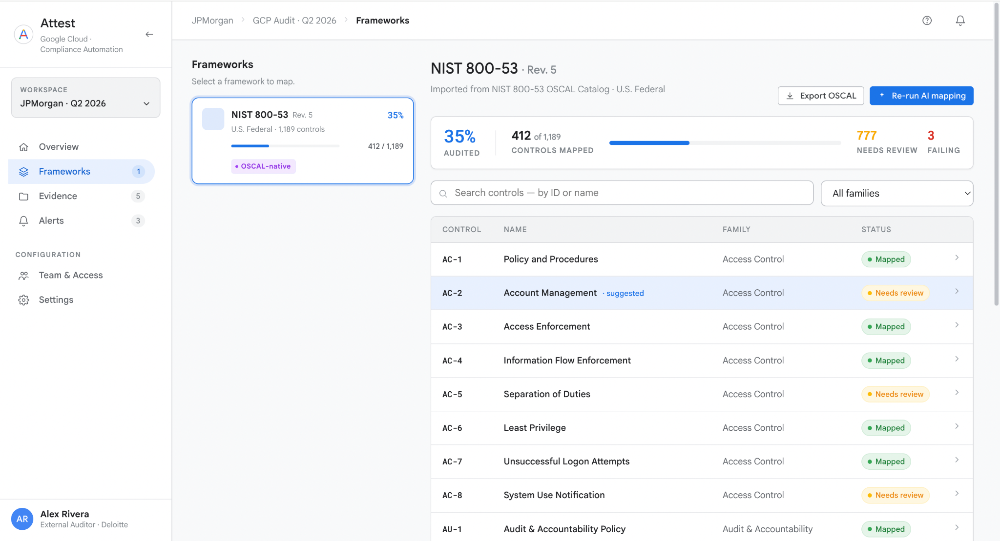 Attest
Google Cloud ·
Compliance Automation
WORKSPACE
JPMorgan · Q2 2026
Overview
Frameworks 1
Evidence 5
Alerts 3
CONFIGURATION
Team & Access
Settings
AR
Alex Rivera
External Auditor · Deloitte
JPMorgan > GCP Audit · Q2 2026 > Frameworks
Frameworks
Select a framework to map.
NIST 800-53 Rev. 5 35%
U.S. Federal · 1,189 controls
412 / 1,189
• OSCAL-native
NIST 800-53 · Rev. 5
Imported from NIST 800-53 OSCAL Catalog · U.S. Federal
Export OSCAL
Re-run AI mapping
35%
AUDITED
412 of 1,189
CONTROLS MAPPED
777
NEEDS REVIEW
3
FAILING
Search controls — by ID or name
All families
CONTROL NAME FAMILY STATUS
AC-1 Policy and Procedures Access Control Mapped
AC-2 Account Management · suggested Access Control Needs review
AC-3 Access Enforcement Access Control Mapped
AC-4 Information Flow Enforcement Access Control Mapped
AC-5 Separation of Duties Access Control Needs review
AC-6 Least Privilege Access Control Mapped
AC-7 Unsuccessful Logon Attempts Access Control Mapped
AC-8 System Use Notification Access Control Needs review
AU-1 Audit & Accountability Policy Audit & Accountability Mapped